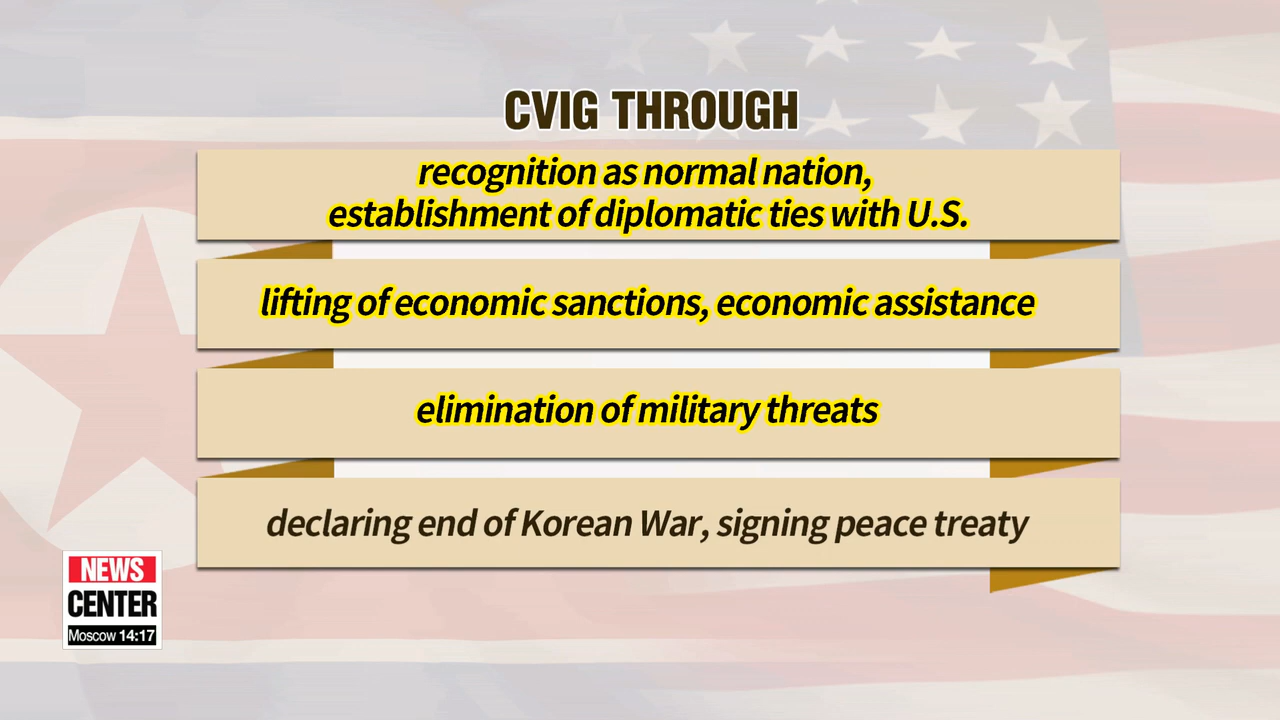 CVIG THROUGH
recognition as normal nation,
establishment of diplomatic ties with U.S.
lifting of economic sanctions, economic assistance
elimination of military threats
declaring end of Korean War, signing peace treaty
NEWS
CENTER
Moscow 14:17